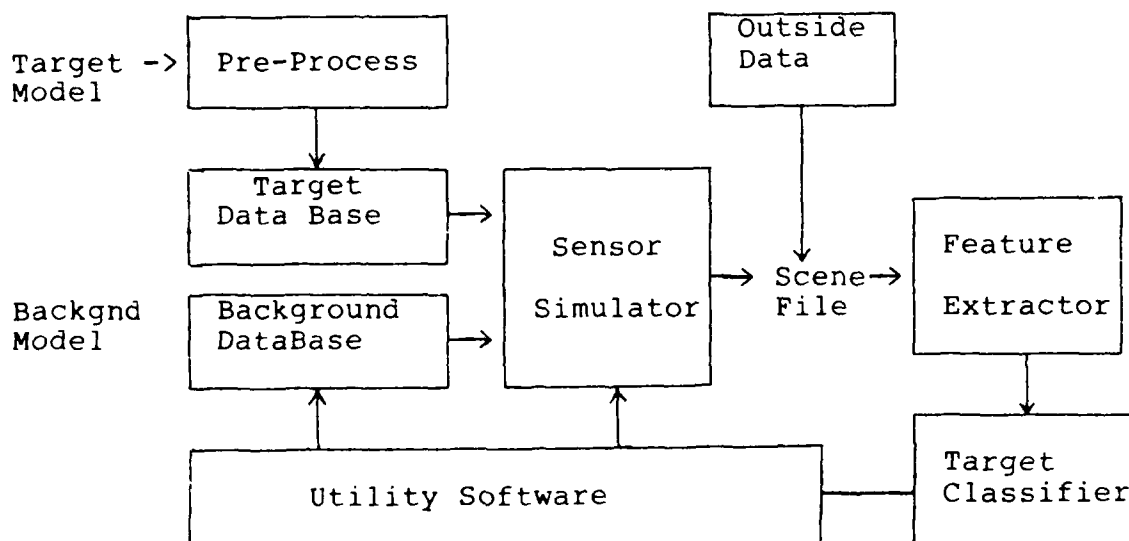 Target ->
Model
Pre-Process
Outside
Data
Target
Data Base
Sensor
Simulator
Scene ->
File
Feature
Extractor
Backgnd
Model
Background
DataBase
Utility Software
Target
Classifier